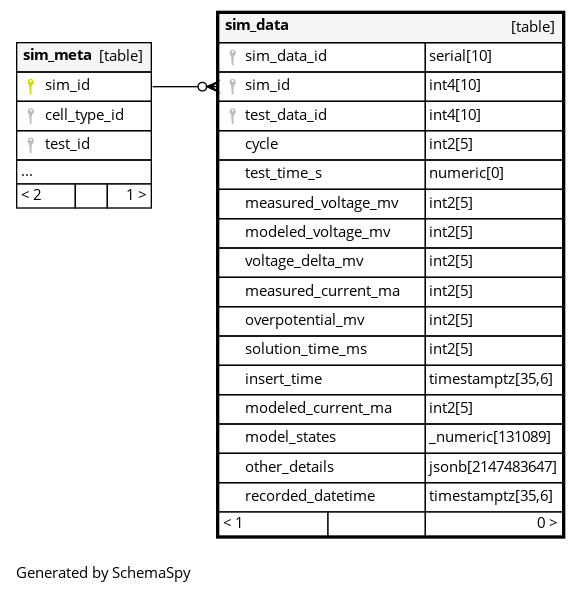 sim_meta [table]
sim_id
cell_type_id
test_id
...
< 2 1 >
sim_data [table]
sim_data_id serial[10]
sim_id int4[10]
test_data_id int4[10]
cycle int2[5]
test_time_s numeric[0]
measured_voltage_mv int2[5]
modeled_voltage_mv int2[5]
voltage_delta_mv int2[5]
measured_current_ma int2[5]
overpotential_mv int2[5]
solution_time_ms int2[5]
insert_time timestamptz[35,6]
modeled_current_ma int2[5]
model_states _numeric[131089]
other_details jsonb[2147483647]
recorded_datetime timestamptz[35,6]
< 1 0 >
Generated by SchemaSpy